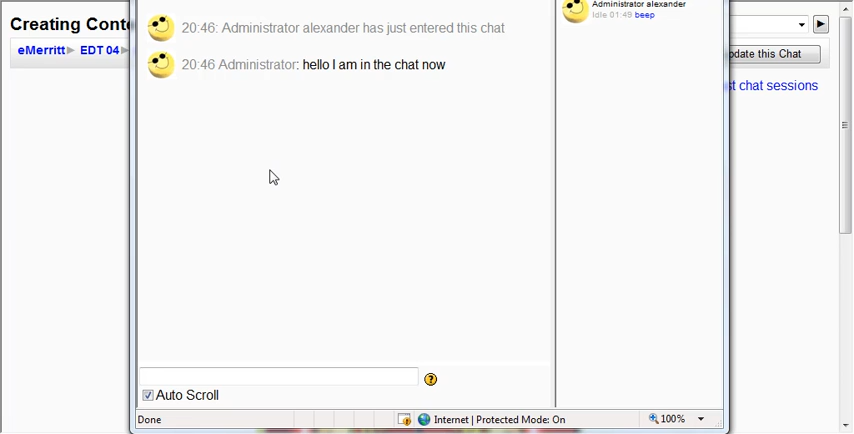 Creating Conte
eMerritt ▶ EDT 04 ▶
20:46: Administrator alexander has just entered this chat
20:46 Administrator: hello I am in the chat now
Administrator alexander
Idle 01:49 beep
pdate this Chat
st chat sessions
Auto Scroll
Done
Internet | Protected Mode: On
100%